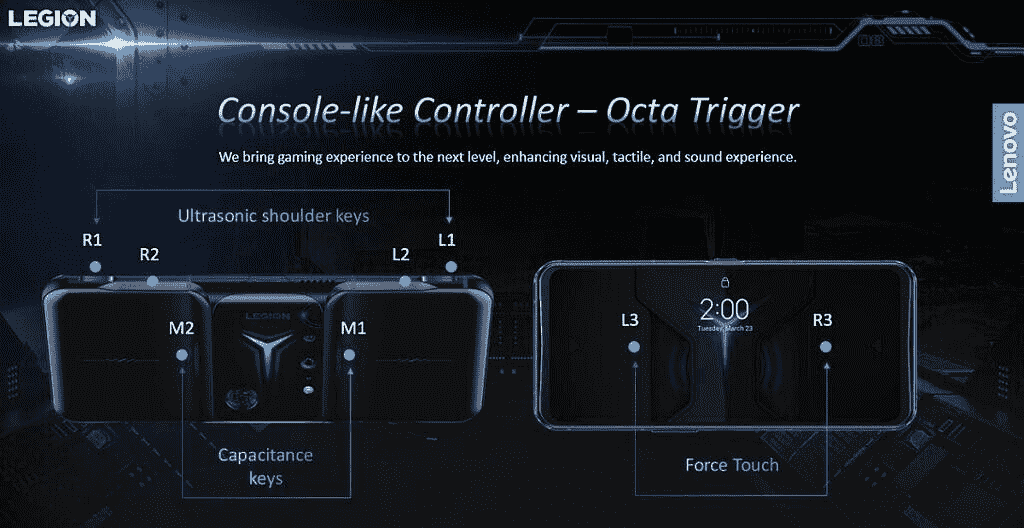 LEGION
Console-like Controller – Octa Trigger
We bring gaming experience to the next level, enhancing visual, tactile, and sound experience.
Lenovo
Ultrasonic shoulder keys
R1
R2
L2
L1
M2
LEGION
M1
Capacitance
keys
2:00
Tuesday, March 23
L3
R3
Force Touch